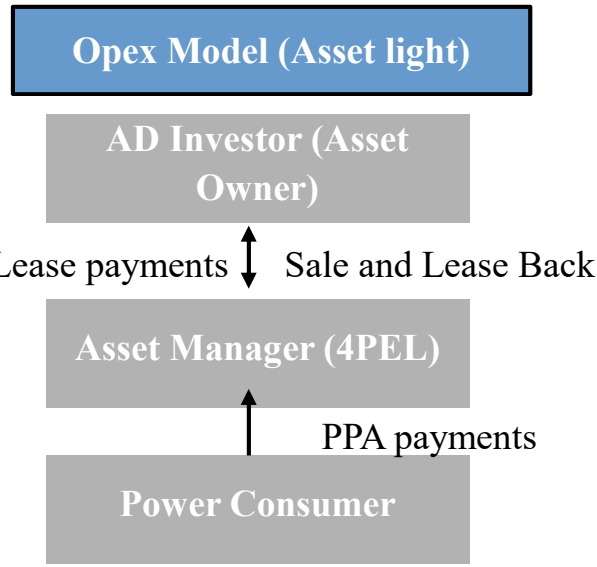 Opex Model (Asset light)
AD Investor (Asset
Owner)
Lease payments
Sale and Lease Back
Asset Manager (4PEL)
PPA payments
Power Consumer